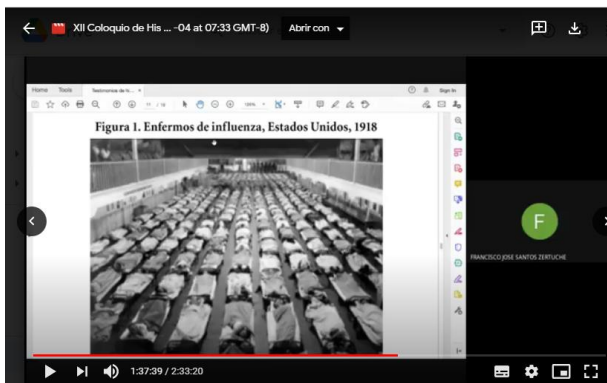 XII Coloquio de His ... -04 at 07:33 GMT-8)
Abrir con
Home Tools
Sign In
Figura 1. Enfermos de influenza, Estados Unidos, 1918
F
FRANCISCO JOSE SANTOS ZERTUCHE
1:37:39 / 2:33:20